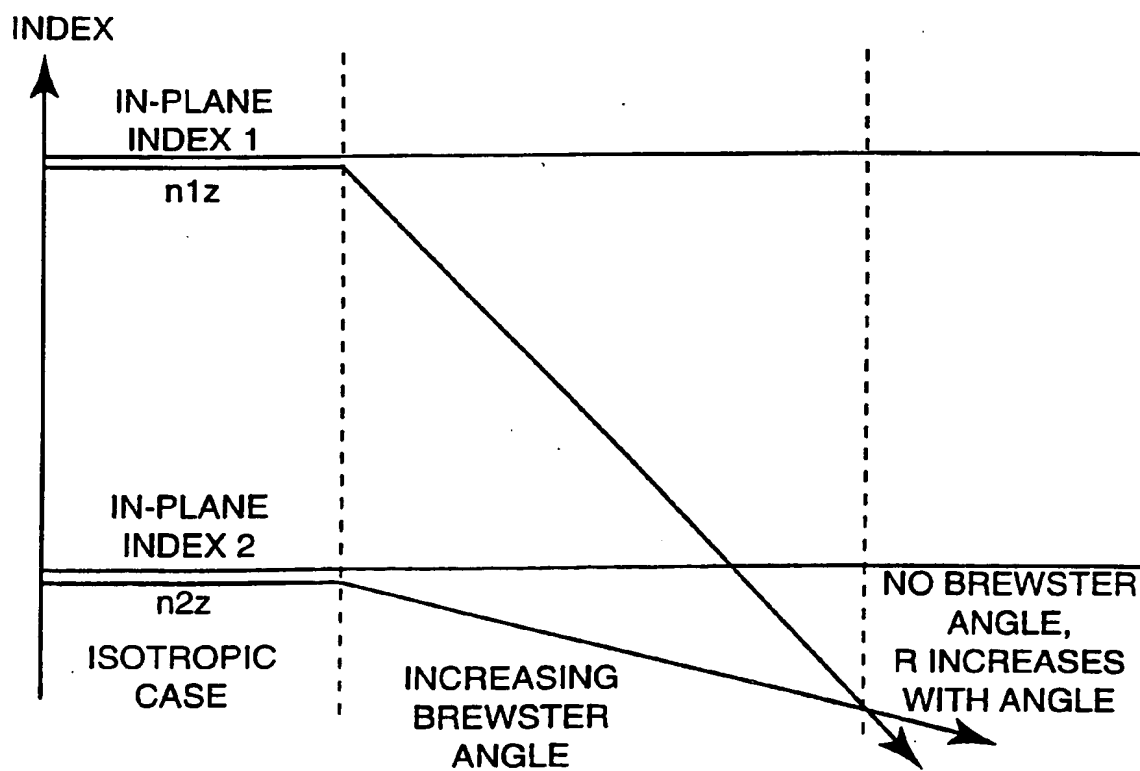 INDEX
IN-PLANE
INDEX 1
n1z
IN-PLANE
INDEX 2
n2z
ISOTROPIC
CASE
INCREASING
BREWSTER
ANGLE
NO BREWSTER
ANGLE,
R INCREASES
WITH ANGLE